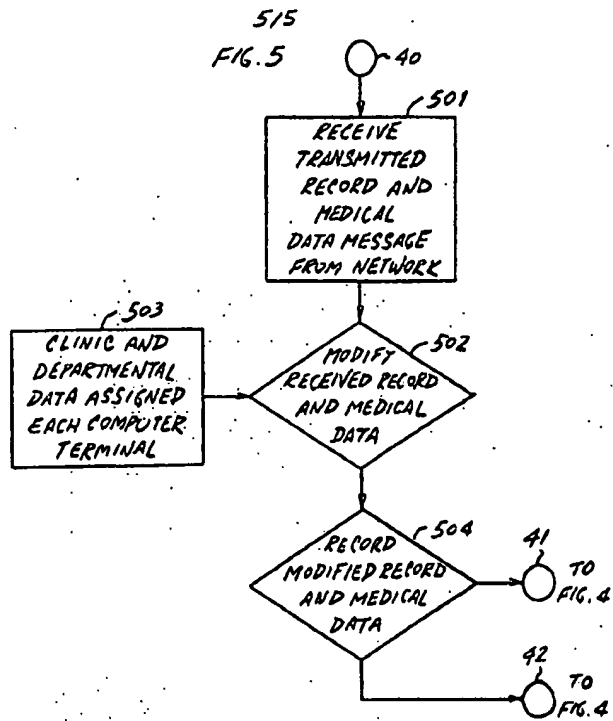 5/5
FIG. 5
40
501
RECEIVE
TRANSMITTED
RECORD AND
MEDICAL
DATA MESSAGE
FROM NETWORK
503
CLINIC AND
DEPARTMENTAL
DATA ASSIGNED
EACH COMPUTER
TERMINAL
502
MODIFY
RECEIVED RECORD
AND MEDICAL
DATA
504
RECORD
MODIFIED RECORD
AND MEDICAL
DATA
41
TO
FIG. 4
42
TO
FIG. 4